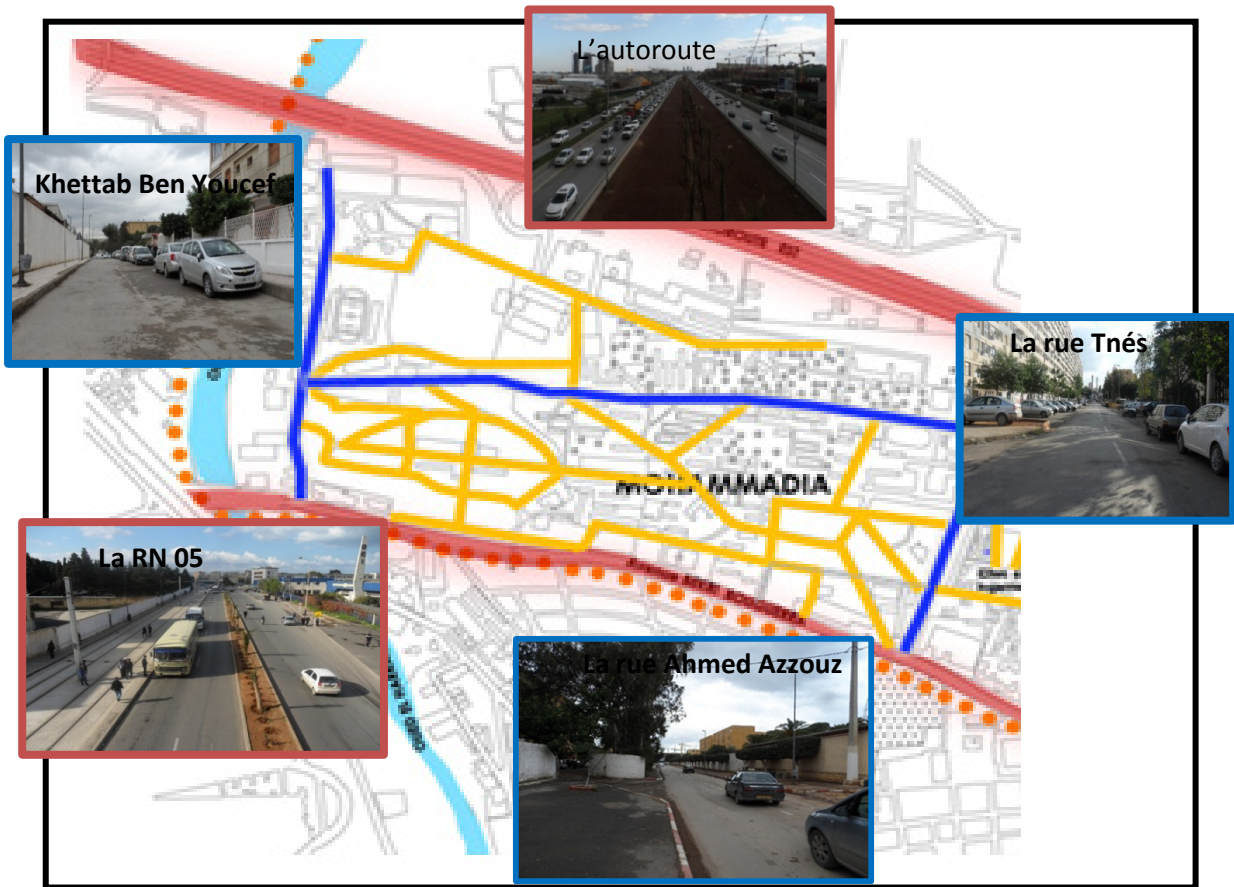 L'autoroute
Khettab Ben Youcef
La rue Tnés
MOHAMMADIA
La RN 05
La rue Ahmed Azzouz